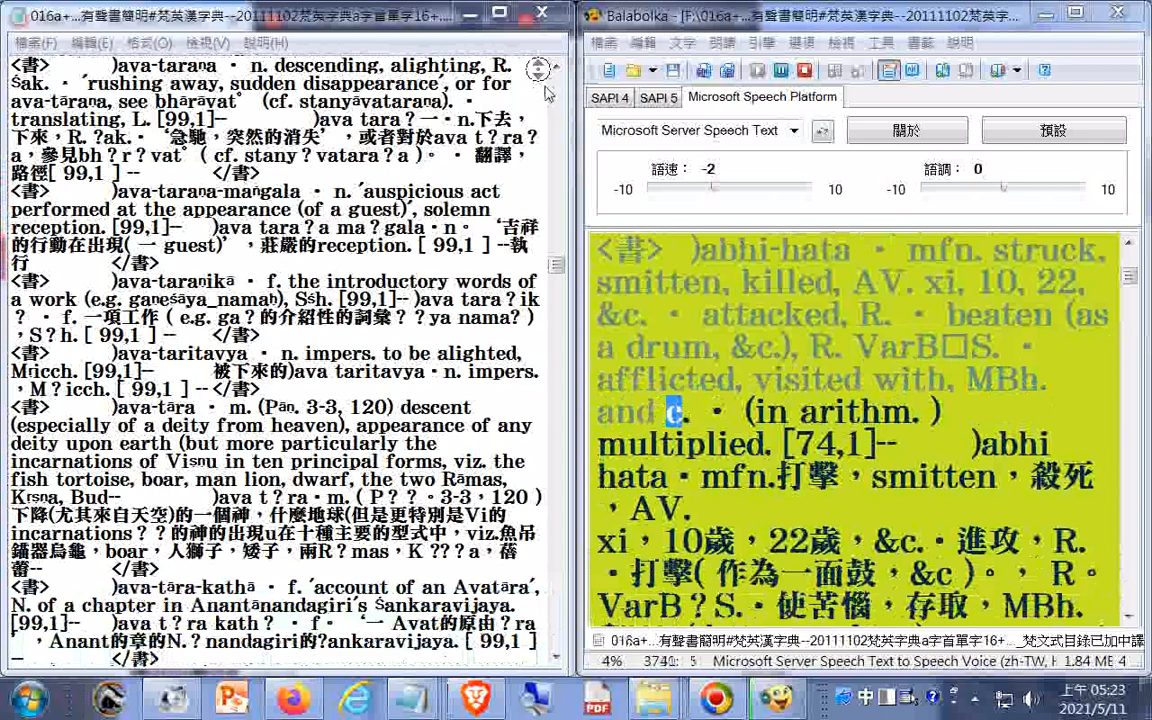 有聲書簡明#梵英漢字典--20111102梵英字典a字首單字16+...
檔案(F) 編輯(E) 格式(O) 檢視(V) 說明(H)
<書> )ava-taraṇa • n. descending, alighting, R.
Śak. • 'rushing away, sudden disappearance', or for
ava-tāraṇa, see bhārāvat° (cf. stanyāvataraṇa). •
translating, L. [99,1]-- )ava tara?一•n.下去,
下來,R. ?ak. • ‘急馳,突然的消失’,或者對於ava t?ra?
a,參見bh?r?vat°( cf. stany?vatara?a )。 • 翻譯,
路徑[ 99,1 ] -- </書>
<書> )ava-taraṇa-maṅgala • n. 'auspicious act
performed at the appearance (of a guest)', solemn
reception. [99,1]-- )ava tara?a ma?gala•n。‘吉祥
的行動在出現(一guest)’,莊嚴的reception. [ 99,1 ] --執
行 </書>
<書> )ava-taraṇikā • f. the introductory words of
a work (e.g. gaṇeśāya_namaḥ), Sśh. [99,1]--)ava tara?ik
? • f. 一項工作( e.g. ga?的介紹性的詞彙??ya nama?)
,S?h. [ 99,1 ] -- </書>
<書> )ava-taritavya • n. impers. to be alighted,
Mṛicch. [99,1]-- 被下來的)ava taritavya•n. impers.
,M?icch. [ 99,1 ] -- </書>
<書> )ava-tāra • m. (Pāṇ. 3-3, 120) descent
(especially of a deity from heaven), appearance of any
deity upon earth (but more particularly the
incarnations of Viṣṇu in ten principal forms, viz. the
fish tortoise, boar, man lion, dwarf, the two Rāmas,
Kṛṣṇa, Bud-- )ava t?ra•m. ( P??。3-3,120 )
下降(尤其來自天空)的一個神,什麼地球(但是更特別是Vi的
incarnations??的神的出現u在十種主要的型式中,viz.魚吊
錨器烏龜,boar,人獅子,矮子,兩R?mas,K???a,蓓
蕾-- </書>
<書> )ava-tāra-kathā • f. 'account of an Avatāra',
N. of a chapter in Anantānandagiri's Śankaravijaya.
[99,1]-- )ava t?ra kath? • f。‘一Avat的原由?ra
’,Anant的章的N. ?nandagiri的?ankaravijaya. [ 99,1 ]
-- </書>
Balabolka - [F:\016a+...有聲書簡明#梵英漢字典--20111102梵英字...
檔案 編輯 文字 朗讀 引擎 選項 檢視 工具 書籤 說明
SAPI 4 SAPI 5 Microsoft Speech Platform
Microsoft Server Speech Text 關於 預設
語速: -2 語調: 0
-10 10 -10 10
<書> )abhi-hata • mfn. struck,
smitten, killed, AV. xi, 10, 22,
&c. • attacked, R. • beaten (as
a drum, &c.), R. VarB□S. •
afflicted, visited with, MBh.
and c. • (in arithm. )
multiplied. [74,1]-- )abhi
hata•mfn.打擊,smitten,殺死
,AV.
xi,10歲,22歲,&c.•進攻,R.
•打擊( 作為一面鼓,&c )。,R。
VarB?S.•使苦惱,存取,MBh.
016a+...有聲書簡明#梵英漢字典--20111102梵英字典a字首單字16+..._梵文式目錄已加中譯
4% 3740: 5 Microsoft Server Speech Text to Speech Voice (zh-TW, H 1.84 MB 4
中
上午 05:23
2021/5/11